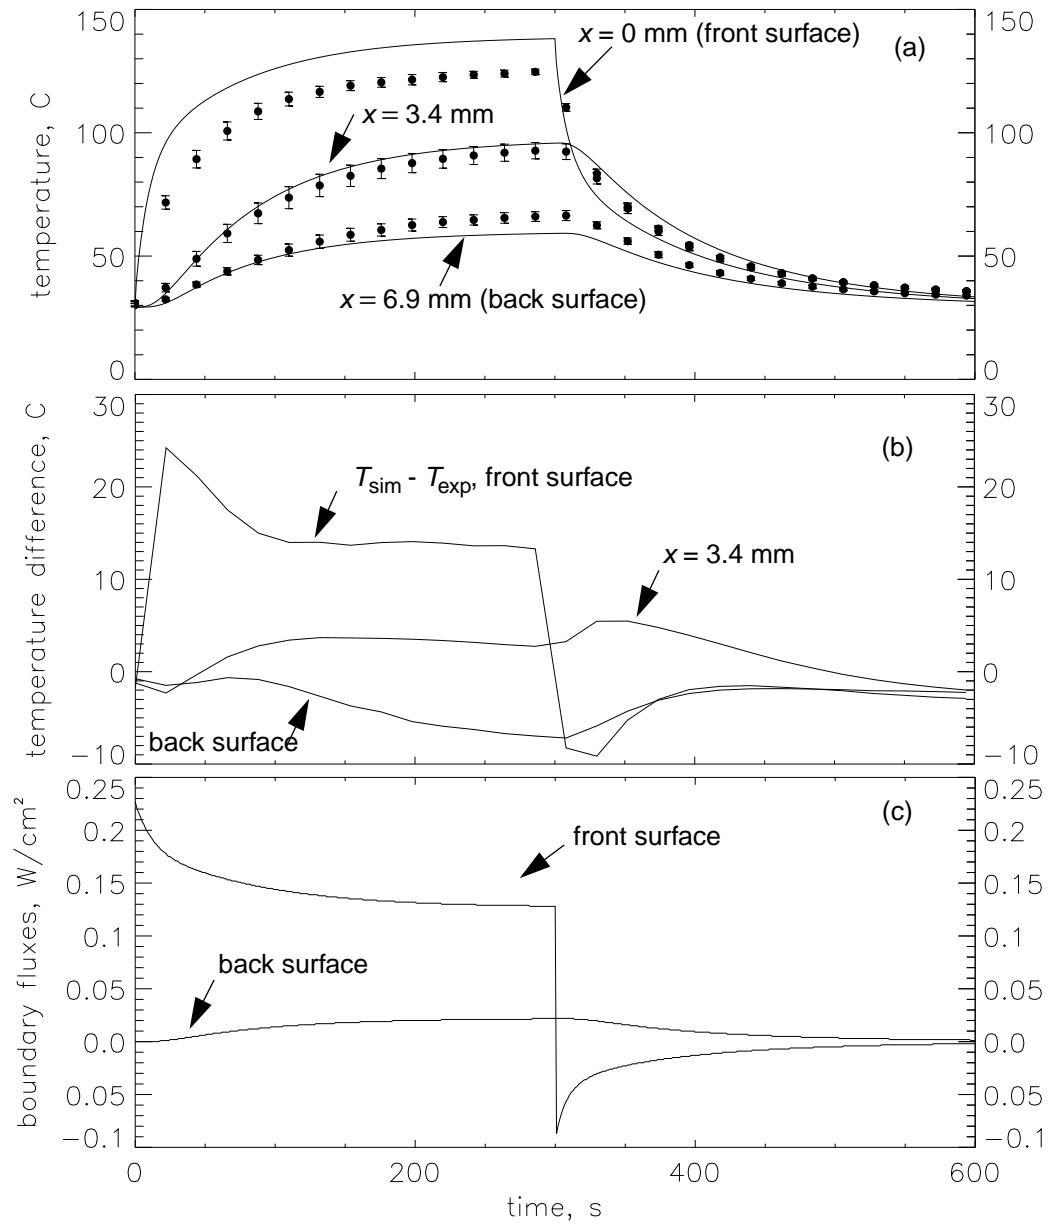 150
100
50
0
temperature, C
150
100
50
0
x = 0 mm (front surface)
(a)
x = 3.4 mm
x = 6.9 mm (back surface)
30
20
10
0
−10
temperature difference, C
30
20
10
0
−10
(b)
Tsim - Texp, front surface
x = 3.4 mm
back surface
0.25
0.2
0.15
0.1
0.05
0.0
0.05
−0.1
boundary fluxes, W/cm²
0.25
0.2
0.15
0.1
0.05
0.0
0.05
−0.1
(c)
front surface
back surface
0
200
400
600
time, s